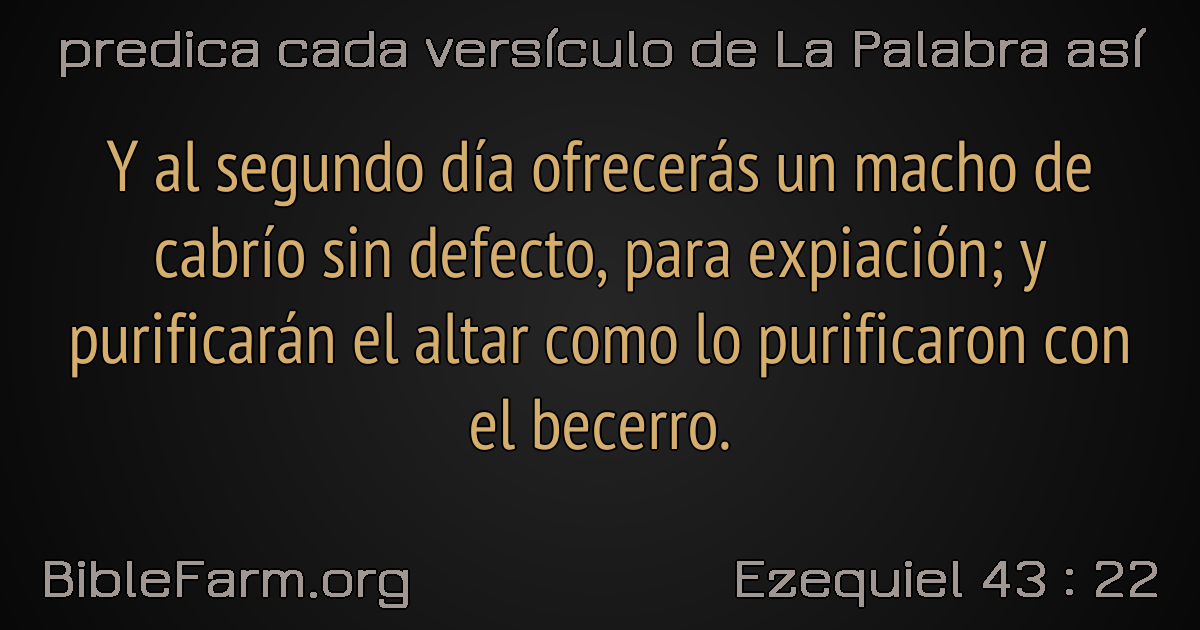 predica cada versículo de La Palabra así
Y al segundo día ofrecerás un macho de
cabrío sin defecto, para expiación; y
purificarán el altar como lo purificaron con
el becerro.
BibleFarm.org
Ezequiel 43 : 22